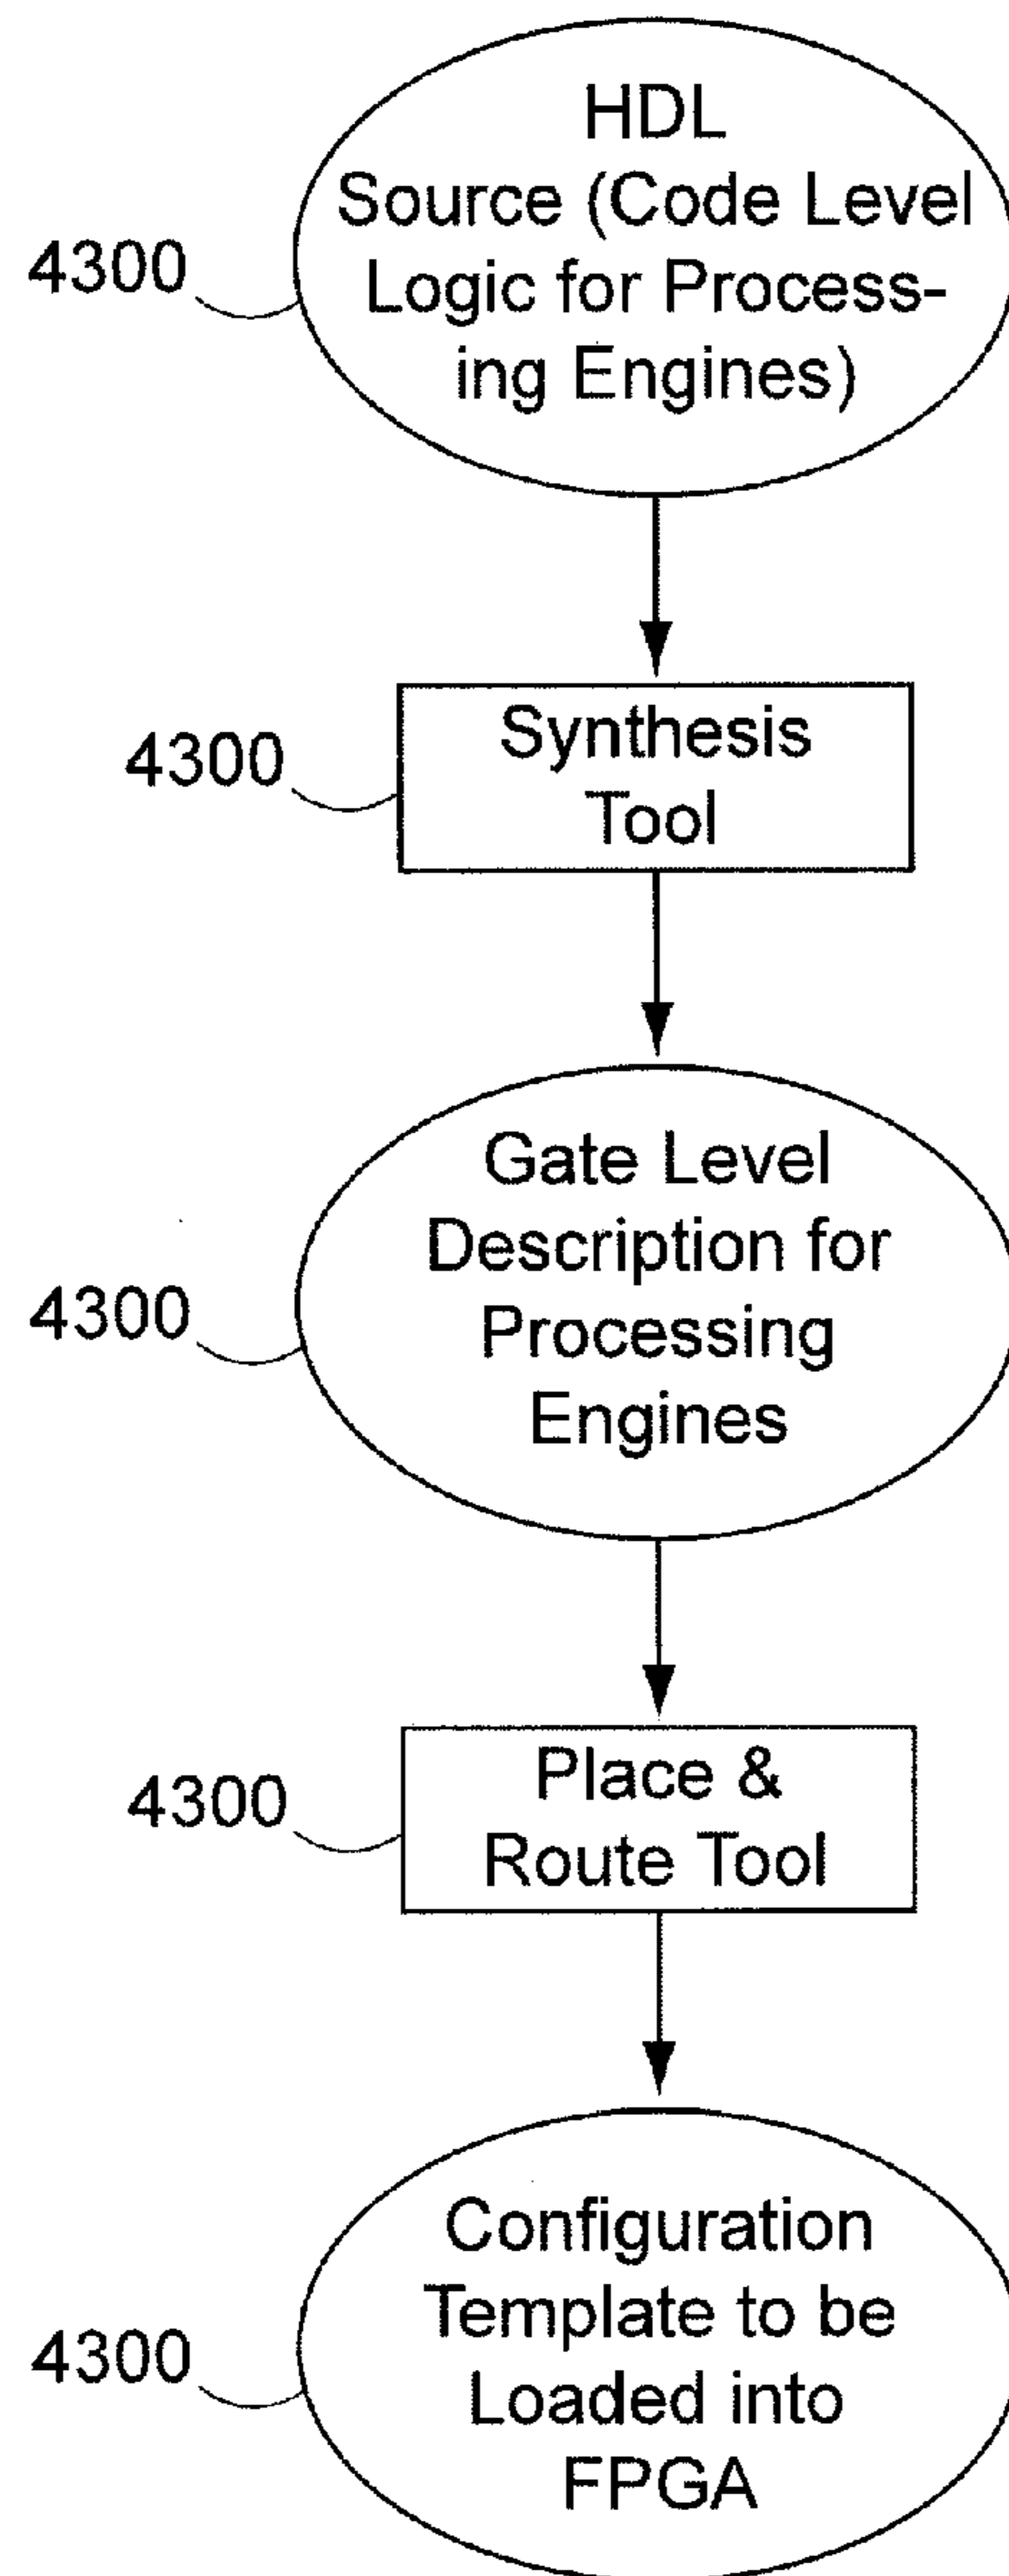 HDL
Source (Code Level
Logic for Process-
ing Engines)
4300
Synthesis
Tool
4300
Gate Level
Description for
Processing
Engines
4300
Place &
Route Tool
4300
Configuration
Template to be
Loaded into
FPGA
4300